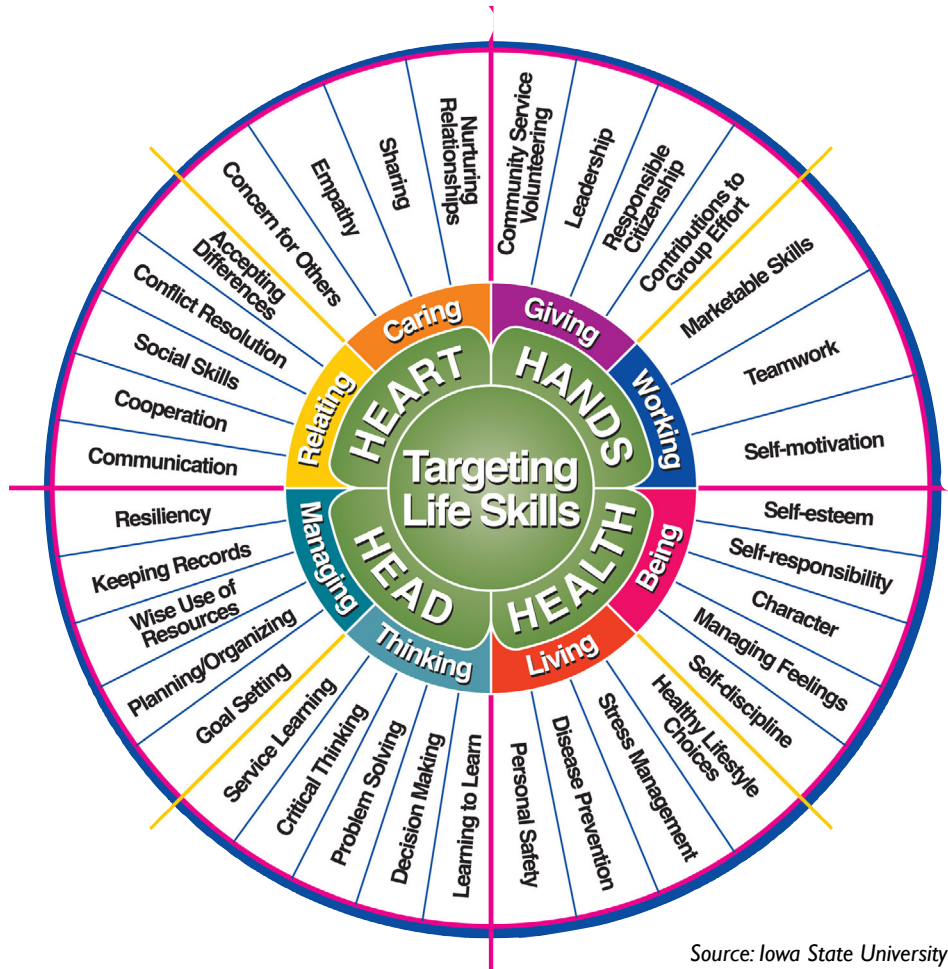 Targeting
Life Skills
HEART
HANDS
HEALTH
HEAD
Caring
Giving
Working
Being
Living
Thinking
Managing
Relating
Community Service
Volunteering
Leadership
Responsible
Citizenship
Contributions to
Group Effort
Marketable Skills
Teamwork
Self-motivation
Self-esteem
Self-responsibility
Character
Managing Feelings
Self-discipline
Healthy Lifestyle
Choices
Stress Management
Disease Prevention
Personal Safety
Learning to Learn
Decision Making
Problem Solving
Critical Thinking
Service Learning
Goal Setting
Planning/Organizing
Wise Use of
Resources
Keeping Records
Resiliency
Communication
Cooperation
Social Skills
Conflict Resolution
Accepting
Differences
Concern for Others
Empathy
Sharing
Nurturing
Relationships
Source: Iowa State University